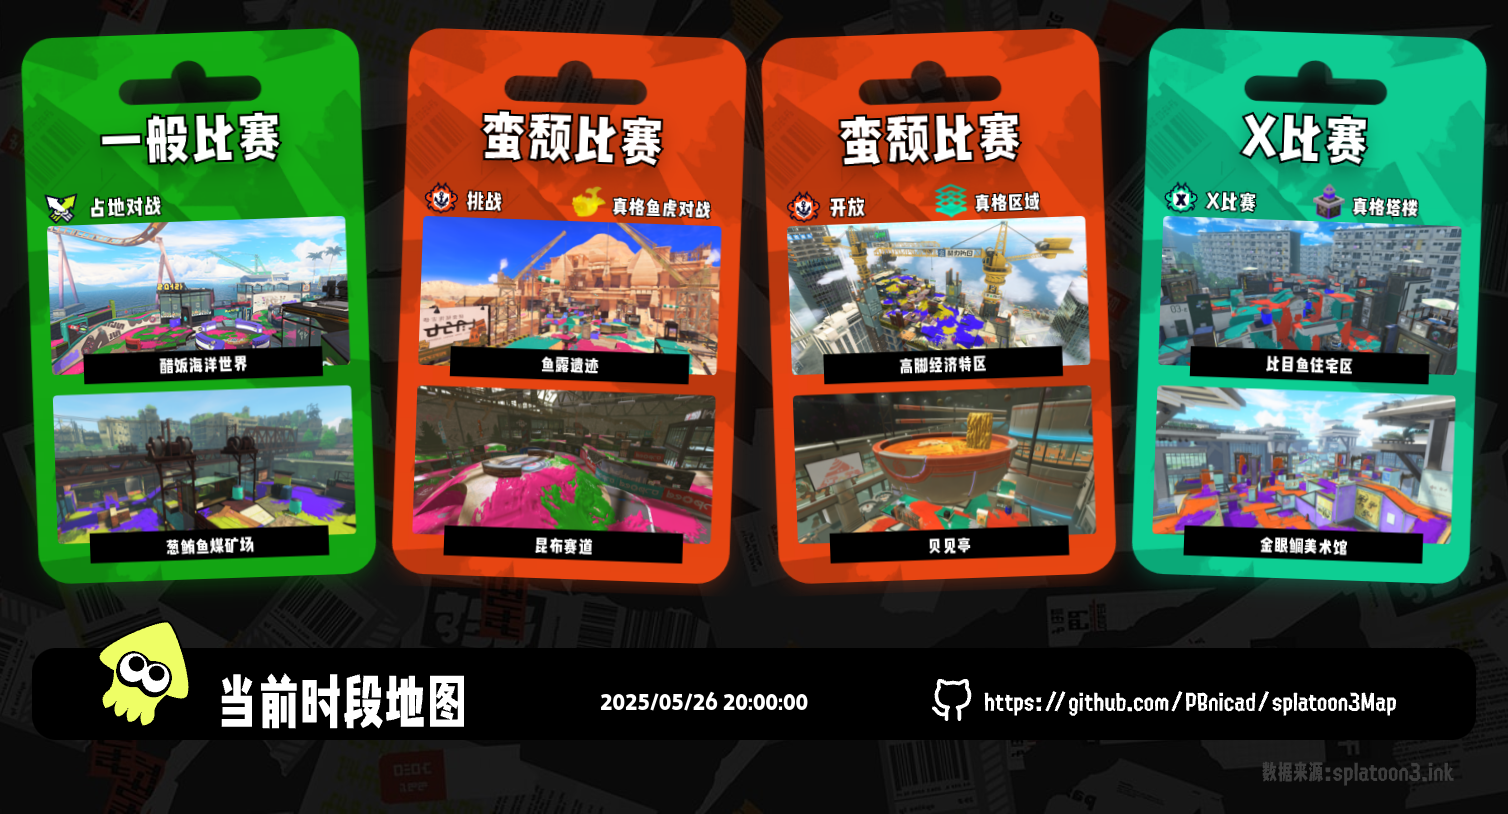 一般比赛
占地对战
醋饭海洋世界
葱鲔鱼煤矿场
蛮颓比赛
挑战
真格鱼虎对战
鱼露遗迹
昆布赛道
蛮颓比赛
开放
真格区域
高脚经济特区
贝见亭
X比赛
X比赛
真格塔楼
比目鱼住宅区
金眼鲷美术馆
当前时段地图
2025/05/26 20:00:00
https://github.com/PBnicad/splatoon3Map
数据来源:splatoon3.ink